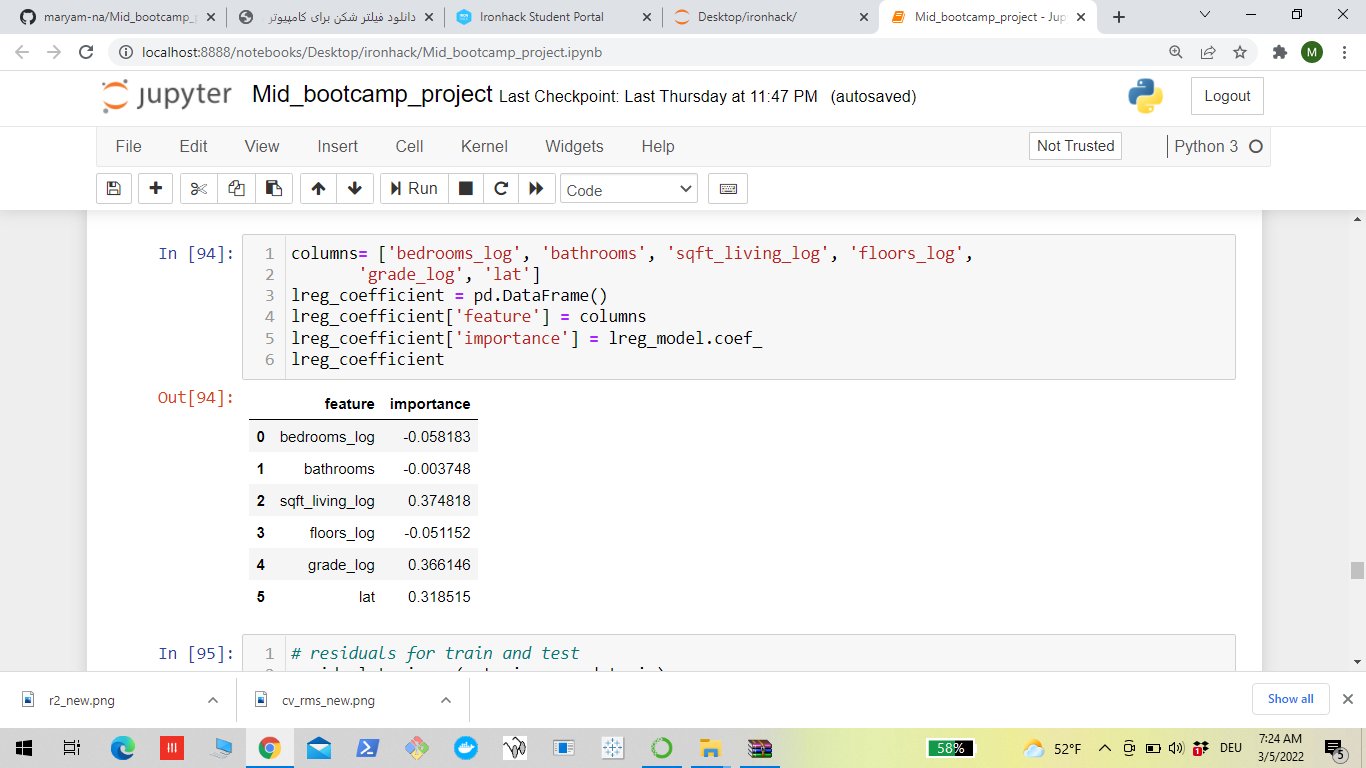 maryam-na/Mid_bootcamp_
دانلود فیلتر شکن برای کامپیوتر
Ironhack Student Portal
Desktop/ironhack/
Mid_bootcamp_project - Jup
localhost:8888/notebooks/Desktop/ironhack/Mid_bootcamp_project.ipynb
M
jupyter Mid_bootcamp_project Last Checkpoint: Last Thursday at 11:47 PM (autosaved)
Logout
File Edit View Insert Cell Kernel Widgets Help
Not Trusted
Python 3
Run
Code
In [94]:
1 columns= ['bedrooms_log', 'bathrooms', 'sqft_living_log', 'floors_log',
2 'grade_log', 'lat']
3 lreg_coefficient = pd.DataFrame()
4 lreg_coefficient['feature'] = columns
5 lreg_coefficient['importance'] = lreg_model.coef_
6 lreg_coefficient
Out[94]:
feature importance
0 bedrooms_log -0.058183
1 bathrooms -0.003748
2 sqft_living_log 0.374818
3 floors_log -0.051152
4 grade_log 0.366146
5 lat 0.318515
In [95]:
1 # residuals for train and test
r2_new.png
cv_rms_new.png
Show all
58%
52°F
1
DEU
7:24 AM
3/5/2022
5